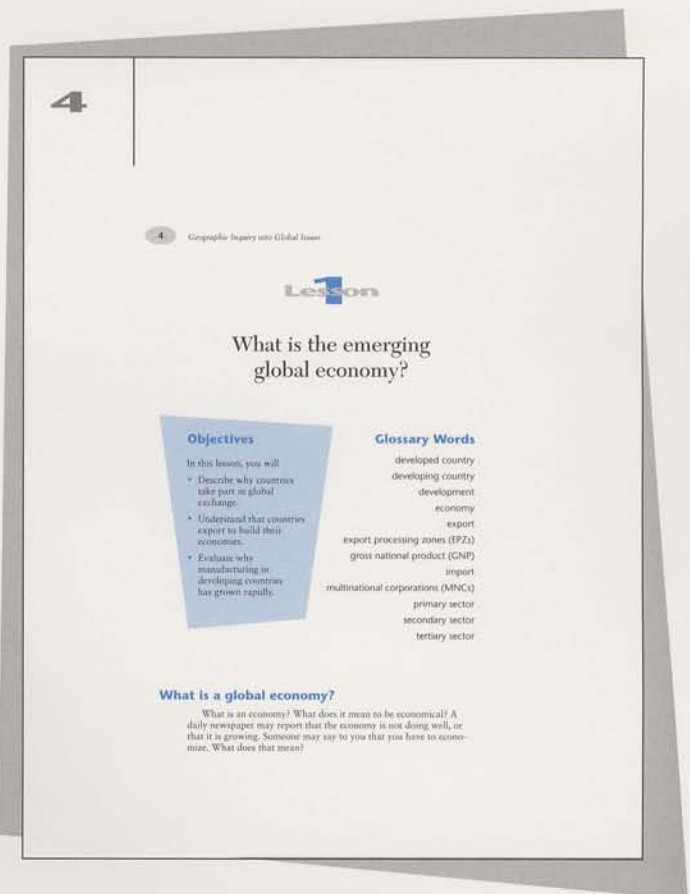 4
4 Geographic Inquiry into Global Issues
Lesson 1
What is the emerging
global economy?
Objectives
In this lesson, you will
• Describe why countries
take part in global
exchange.
• Understand that countries
export to build their
economies.
• Evaluate why
manufacturing in
developing countries
has grown rapidly.
Glossary Words
developed country
developing country
development
economy
export
export processing zones (EPZs)
gross national product (GNP)
import
multinational corporations (MNCs)
primary sector
secondary sector
tertiary sector
What is a global economy?
What is an economy? What does it mean to be economical? A
daily newspaper may report that the economy is not doing well, or
that it is growing. Someone may say to you that you have to econo-
mize. What does that mean?